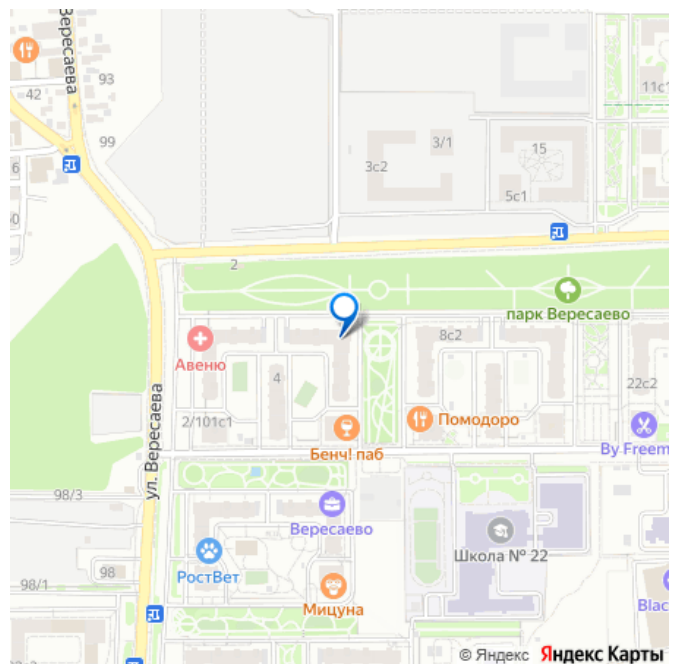 Вересаева
93
42
99
3/1
3с2
15
11с1
5с1
2
парк Вересаево
Авеню
8с2
4
22с2
2/101с1
Помодоро
By Freem
Бенч! паб
ул. Вересаева
98/3
Вересаево
Школа № 22
РостВет
98
98/1
Мицуна
Blac
© Яндекс Яндекс Карты